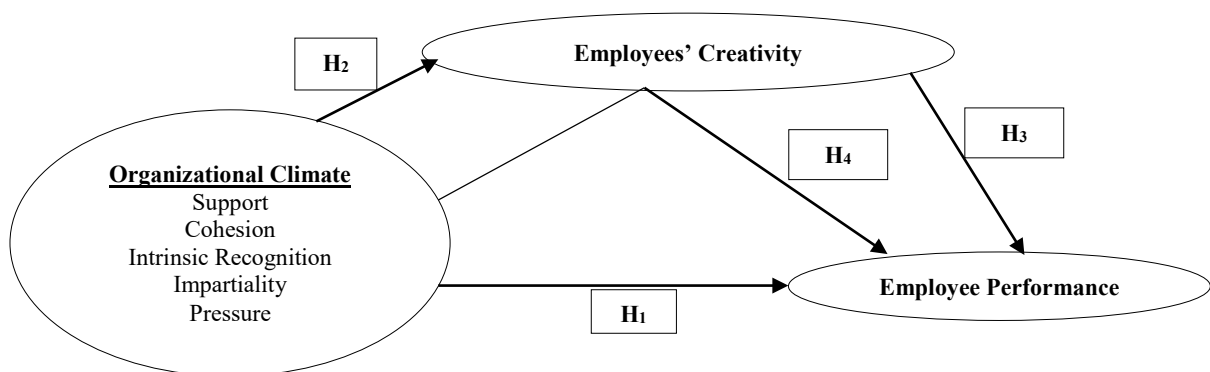 Employees’ Creativity
H₂
H₃
H₄
Organizational Climate
Support
Cohesion
Intrinsic Recognition
Impartiality
Pressure
Employee Performance
H₁